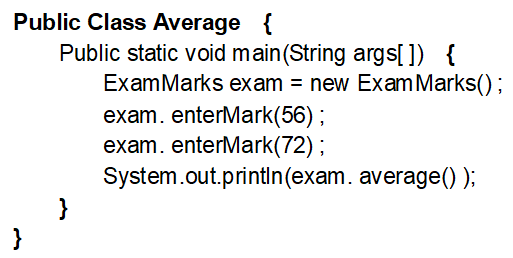 Public Class Average {
Public static void main(String args[ ]) {
ExamMarks exam = new ExamMarks() ;
exam. enterMark(56) ;
exam. enterMark(72) ;
System.out.println(exam. average() );
}
}